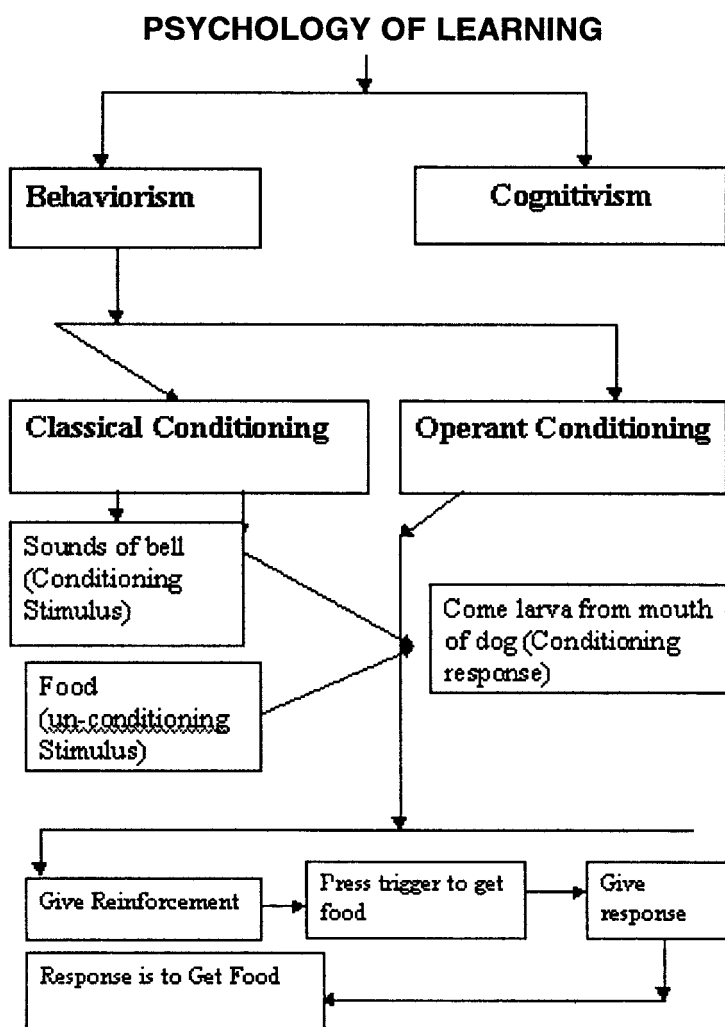 PSYCHOLOGY OF LEARNING
Behaviorism
Cognitivism
Classical Conditioning
Operant Conditioning
Sounds of bell
(Conditioning
Stimulus)
Come larva from mouth
of dog (Conditioning
response)
Food
(un-conditioning
Stimulus)
Give Reinforcement
Press trigger to get
food
Give
response
Response is to Get Food